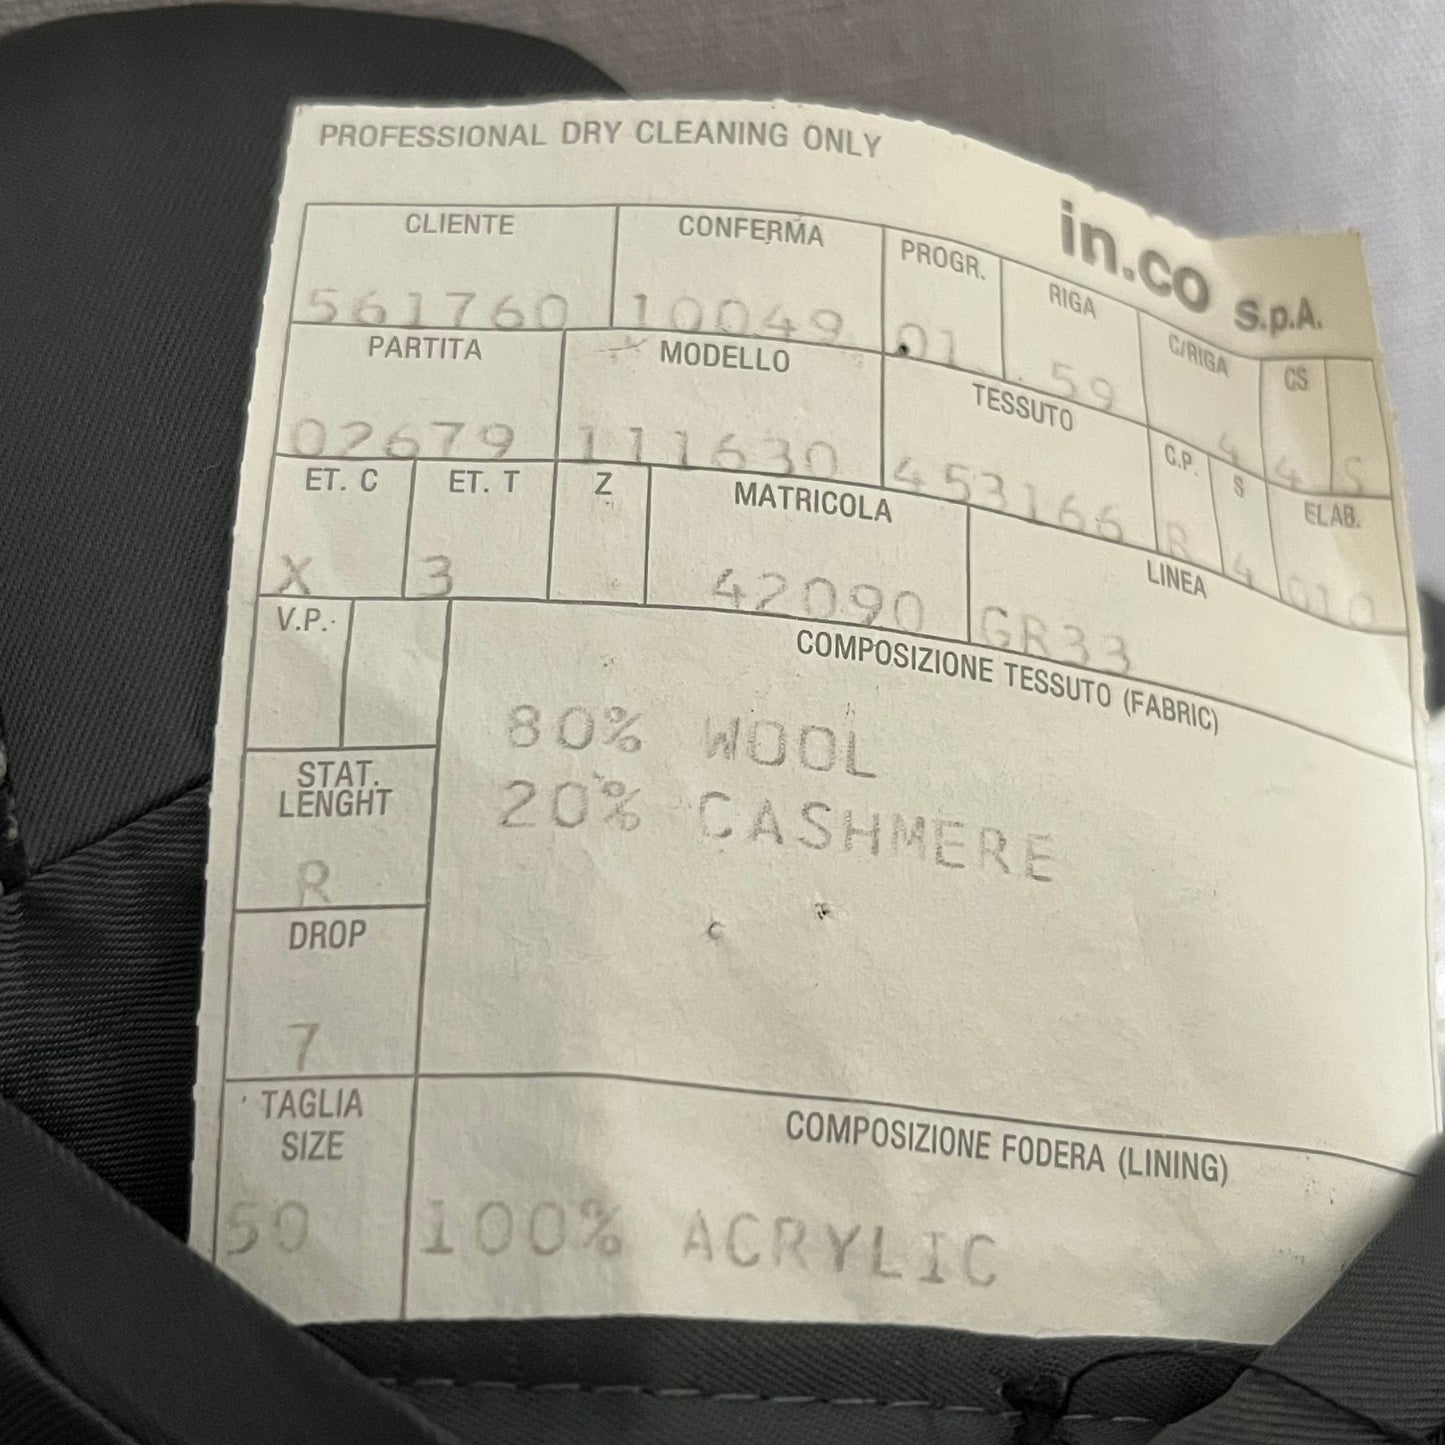 PROFESSIONAL DRY CLEANING ONLY
in.co S.p.A.
CLIENTE CONFERMA PROGR. RIGA C/RIGA CS
561760 10049 01 59 4 4 S
PARTITA MODELLO TESSUTO C.P. S ELAB.
02679 111630 453166 R 4 010
ET. C ET. T Z MATRICOLA LINEA
X 3 42090 GR33
V.P. COMPOSIZIONE TESSUTO (FABRIC)
80% WOOL
20% CASHMERE
STAT.
LENGHT
R
DROP
7
TAGLIA
SIZE
50
COMPOSIZIONE FODERA (LINING)
100% ACRYLIC